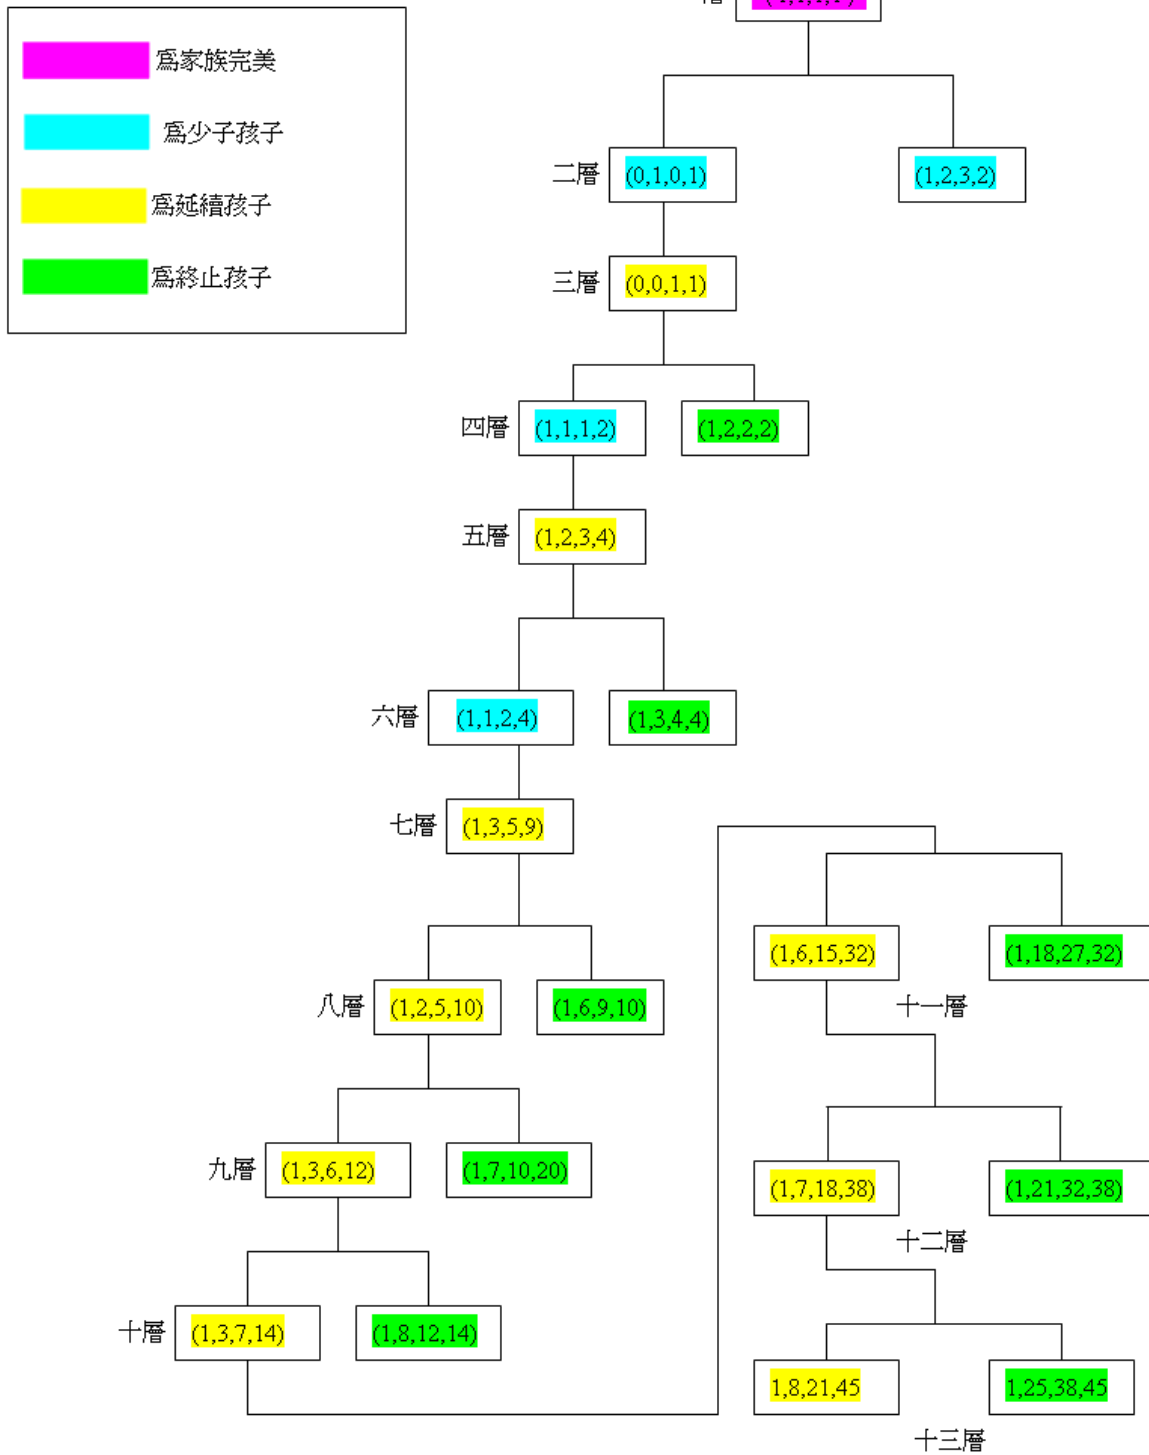 為家族完美
為少子孩子
為延續孩子
為終止孩子
二層 (0,1,0,1) (1,2,3,2)
三層 (0,0,1,1)
四層 (1,1,1,2) (1,2,2,2)
五層 (1,2,3,4)
六層 (1,1,2,4) (1,3,4,4)
七層 (1,3,5,9)
八層 (1,2,5,10) (1,6,9,10)
九層 (1,3,6,12) (1,7,10,20)
十層 (1,3,7,14) (1,8,12,14)
(1,6,15,32) (1,18,27,32)
十一層
(1,7,18,38) (1,21,32,38)
十二層
1,8,21,45 1,25,38,45
十三層